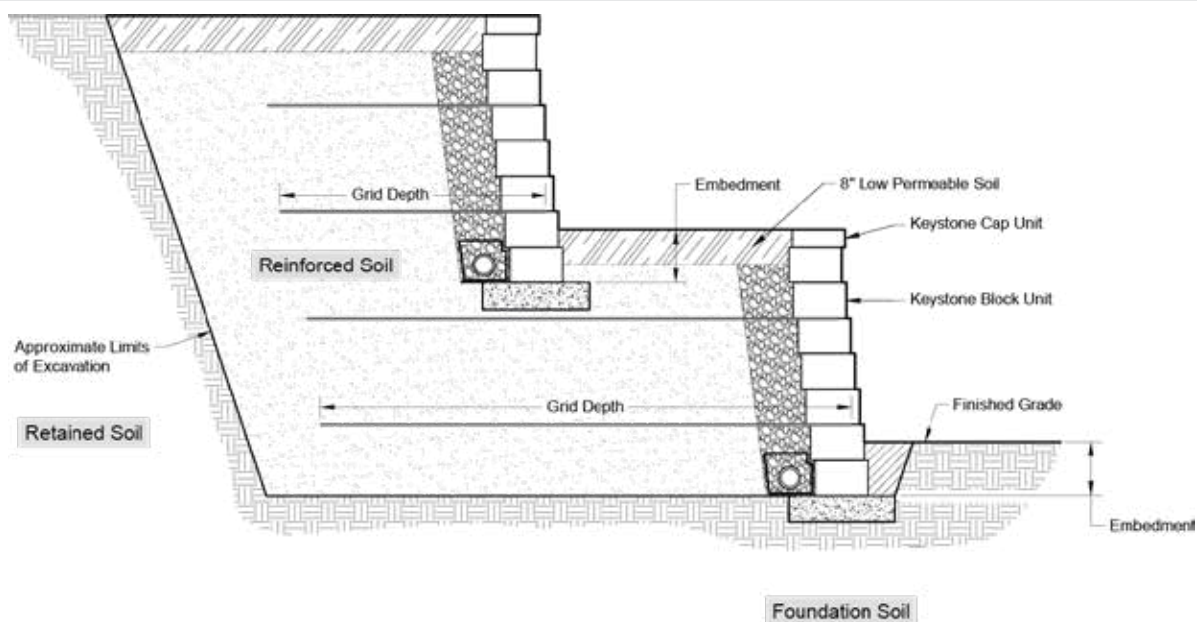 Embedment
8" Low Permeable Soil
Grid Depth
Keystone Cap Unit
Reinforced Soil
Keystone Block Unit
Approximate Limits
of Excavation
Grid Depth
Finished Grade
Retained Soil
Embedment
Foundation Soil